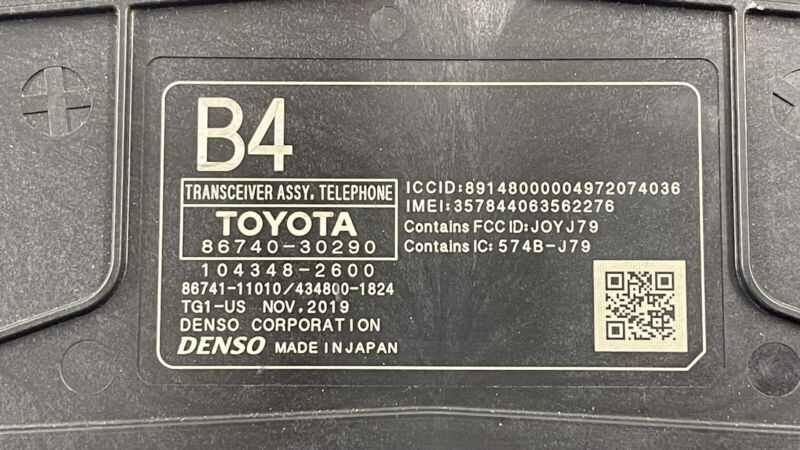 B4
TRANSCEIVER ASSY, TELEPHONE
TOYOTA
86740-30290
104348-2600
86741-11010/434800-1824
TG1-US NOV.2019
DENSO CORPORATION
DENSO MADE IN JAPAN
ICCID:89148000004972074036
IMEI:357844063562276
Contains FCC ID:JOYJ79
Contains IC: 574B-J79